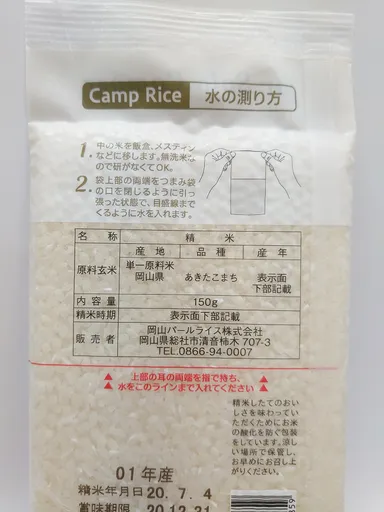 Camp Rice 水の測り方
1. 中の米を飯盒、メスティン
などに移します。無洗米なの
で研がなくてOK。
2. 袋上部の両端をつまみ袋
の口を閉じるように引っ
張った状態で、目盛線まで
くるように水を入れます。
名称 精米
原料玄米 産地 品種 産年
単一原料米
岡山県 あきたこまち 表示面
下部記載
内容量 150g
精米時期 表示面下部記載
販売者 岡山パールライス株式会社
岡山県総社市清音柿木 707-3
TEL.0866-94-0007
上部の耳の両端を指で持ち、
水をこのラインまで入れてください
精米したてのおい
しさを味わってい
ただくためにお米
の酸化を防ぐ包装
をしています。涼し
い場所で保管し、
お早めにお召し上
がりください。
01年産
精米年月日 20. 7. 4
賞味期限 20.12.31